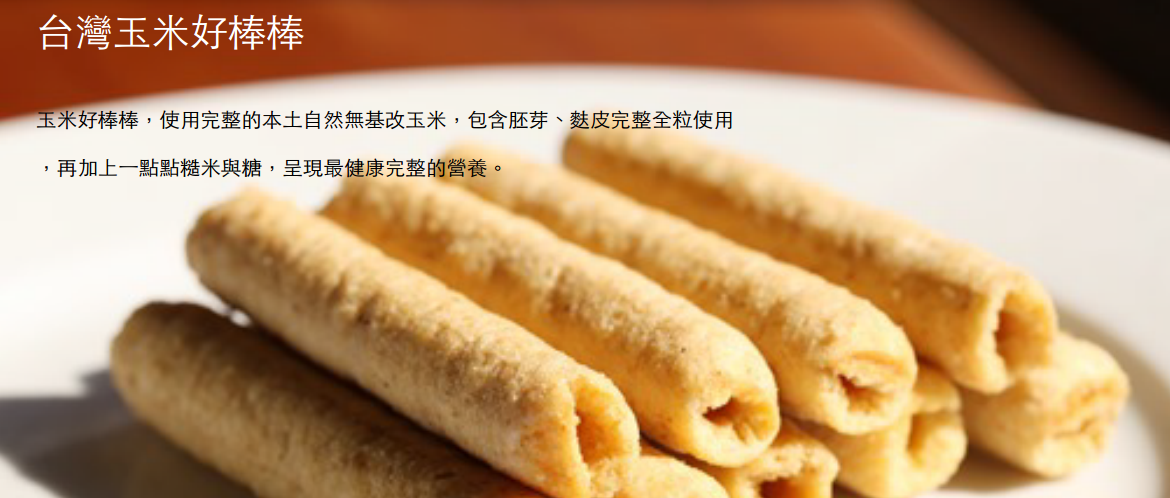 台灣玉米好棒棒
玉米好棒棒，使用完整的本土自然無基改玉米，包含胚芽、麩皮完整全粒使用
，再加上一點點糙米與糖，呈現最健康完整的營養。